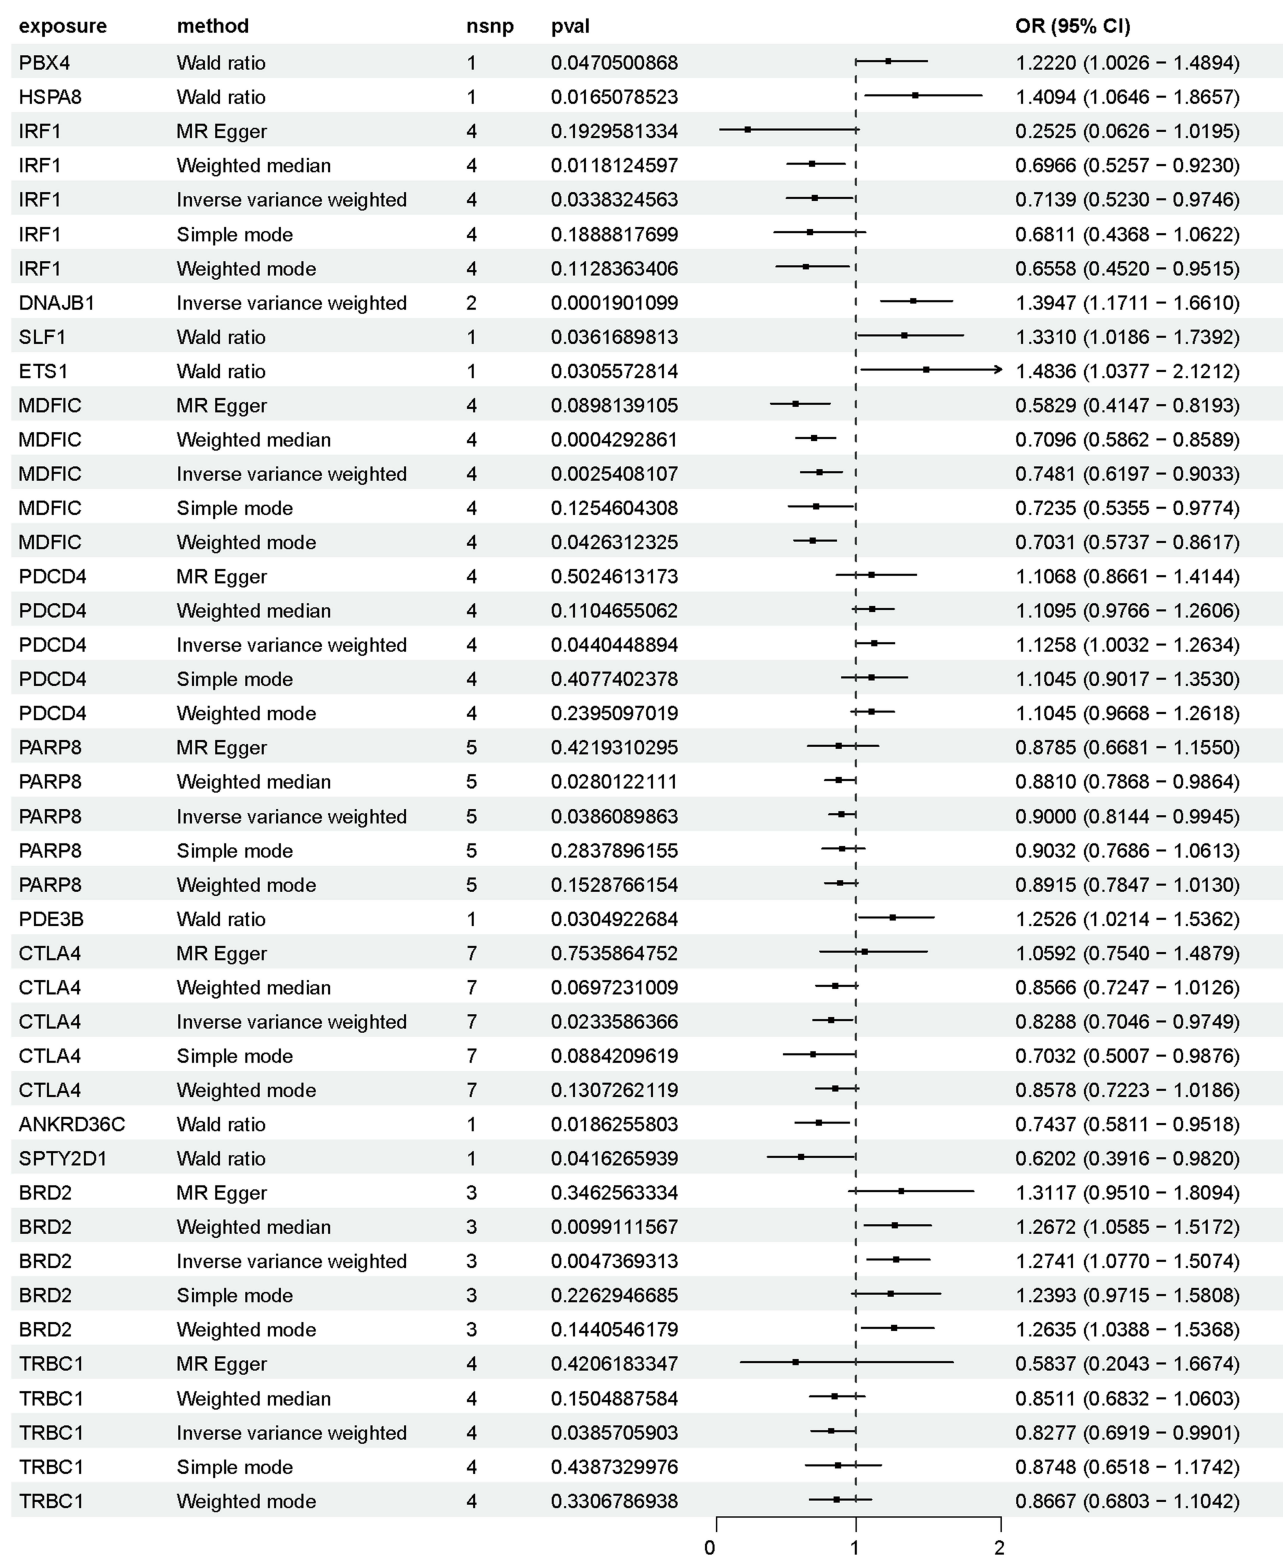 exposure method nsnp pval OR (95% CI)
PBX4 Wald ratio 1 0.0470500868 1.2220 (1.0026 − 1.4894)
HSPA8 Wald ratio 1 0.0165078523 1.4094 (1.0646 − 1.8657)
IRF1 MR Egger 4 0.1929581334 0.2525 (0.0626 − 1.0195)
IRF1 Weighted median 4 0.0118124597 0.6966 (0.5257 − 0.9230)
IRF1 Inverse variance weighted 4 0.0338324563 0.7139 (0.5230 − 0.9746)
IRF1 Simple mode 4 0.1888817699 0.6811 (0.4368 − 1.0622)
IRF1 Weighted mode 4 0.1128363406 0.6558 (0.4520 − 0.9515)
DNAJB1 Inverse variance weighted 2 0.0001901099 1.3947 (1.1711 − 1.6610)
SLF1 Wald ratio 1 0.0361689813 1.3310 (1.0186 − 1.7392)
ETS1 Wald ratio 1 0.0305572814 1.4836 (1.0377 − 2.1212)
MDFIC MR Egger 4 0.0898139105 0.5829 (0.4147 − 0.8193)
MDFIC Weighted median 4 0.0004292861 0.7096 (0.5862 − 0.8589)
MDFIC Inverse variance weighted 4 0.0025408107 0.7481 (0.6197 − 0.9033)
MDFIC Simple mode 4 0.1254604308 0.7235 (0.5355 − 0.9774)
MDFIC Weighted mode 4 0.0426312325 0.7031 (0.5737 − 0.8617)
PDCD4 MR Egger 4 0.5024613173 1.1068 (0.8661 − 1.4144)
PDCD4 Weighted median 4 0.1104655062 1.1095 (0.9766 − 1.2606)
PDCD4 Inverse variance weighted 4 0.0440448894 1.1258 (1.0032 − 1.2634)
PDCD4 Simple mode 4 0.4077402378 1.1045 (0.9017 − 1.3530)
PDCD4 Weighted mode 4 0.2395097019 1.1045 (0.9668 − 1.2618)
PARP8 MR Egger 5 0.4219310295 0.8785 (0.6681 − 1.1550)
PARP8 Weighted median 5 0.0280122111 0.8810 (0.7868 − 0.9864)
PARP8 Inverse variance weighted 5 0.0386089863 0.9000 (0.8144 − 0.9945)
PARP8 Simple mode 5 0.2837896155 0.9032 (0.7686 − 1.0613)
PARP8 Weighted mode 5 0.1528766154 0.8915 (0.7847 − 1.0130)
PDE3B Wald ratio 1 0.0304922684 1.2526 (1.0214 − 1.5362)
CTLA4 MR Egger 7 0.7535864752 1.0592 (0.7540 − 1.4879)
CTLA4 Weighted median 7 0.0697231009 0.8566 (0.7247 − 1.0126)
CTLA4 Inverse variance weighted 7 0.0233586366 0.8288 (0.7046 − 0.9749)
CTLA4 Simple mode 7 0.0884209619 0.7032 (0.5007 − 0.9876)
CTLA4 Weighted mode 7 0.1307262119 0.8578 (0.7223 − 1.0186)
ANKRD36C Wald ratio 1 0.0186255803 0.7437 (0.5811 − 0.9518)
SPTY2D1 Wald ratio 1 0.0416265939 0.6202 (0.3916 − 0.9820)
BRD2 MR Egger 3 0.3462563334 1.3117 (0.9510 − 1.8094)
BRD2 Weighted median 3 0.0099111567 1.2672 (1.0585 − 1.5172)
BRD2 Inverse variance weighted 3 0.0047369313 1.2741 (1.0770 − 1.5074)
BRD2 Simple mode 3 0.2262946685 1.2393 (0.9715 − 1.5808)
BRD2 Weighted mode 3 0.1440546179 1.2635 (1.0388 − 1.5368)
TRBC1 MR Egger 4 0.4206183347 0.5837 (0.2043 − 1.6674)
TRBC1 Weighted median 4 0.1504887584 0.8511 (0.6832 − 1.0603)
TRBC1 Inverse variance weighted 4 0.0385705903 0.8277 (0.6919 − 0.9901)
TRBC1 Simple mode 4 0.4387329976 0.8748 (0.6518 − 1.1742)
TRBC1 Weighted mode 4 0.3306786938 0.8667 (0.6803 − 1.1042)
0 1 2